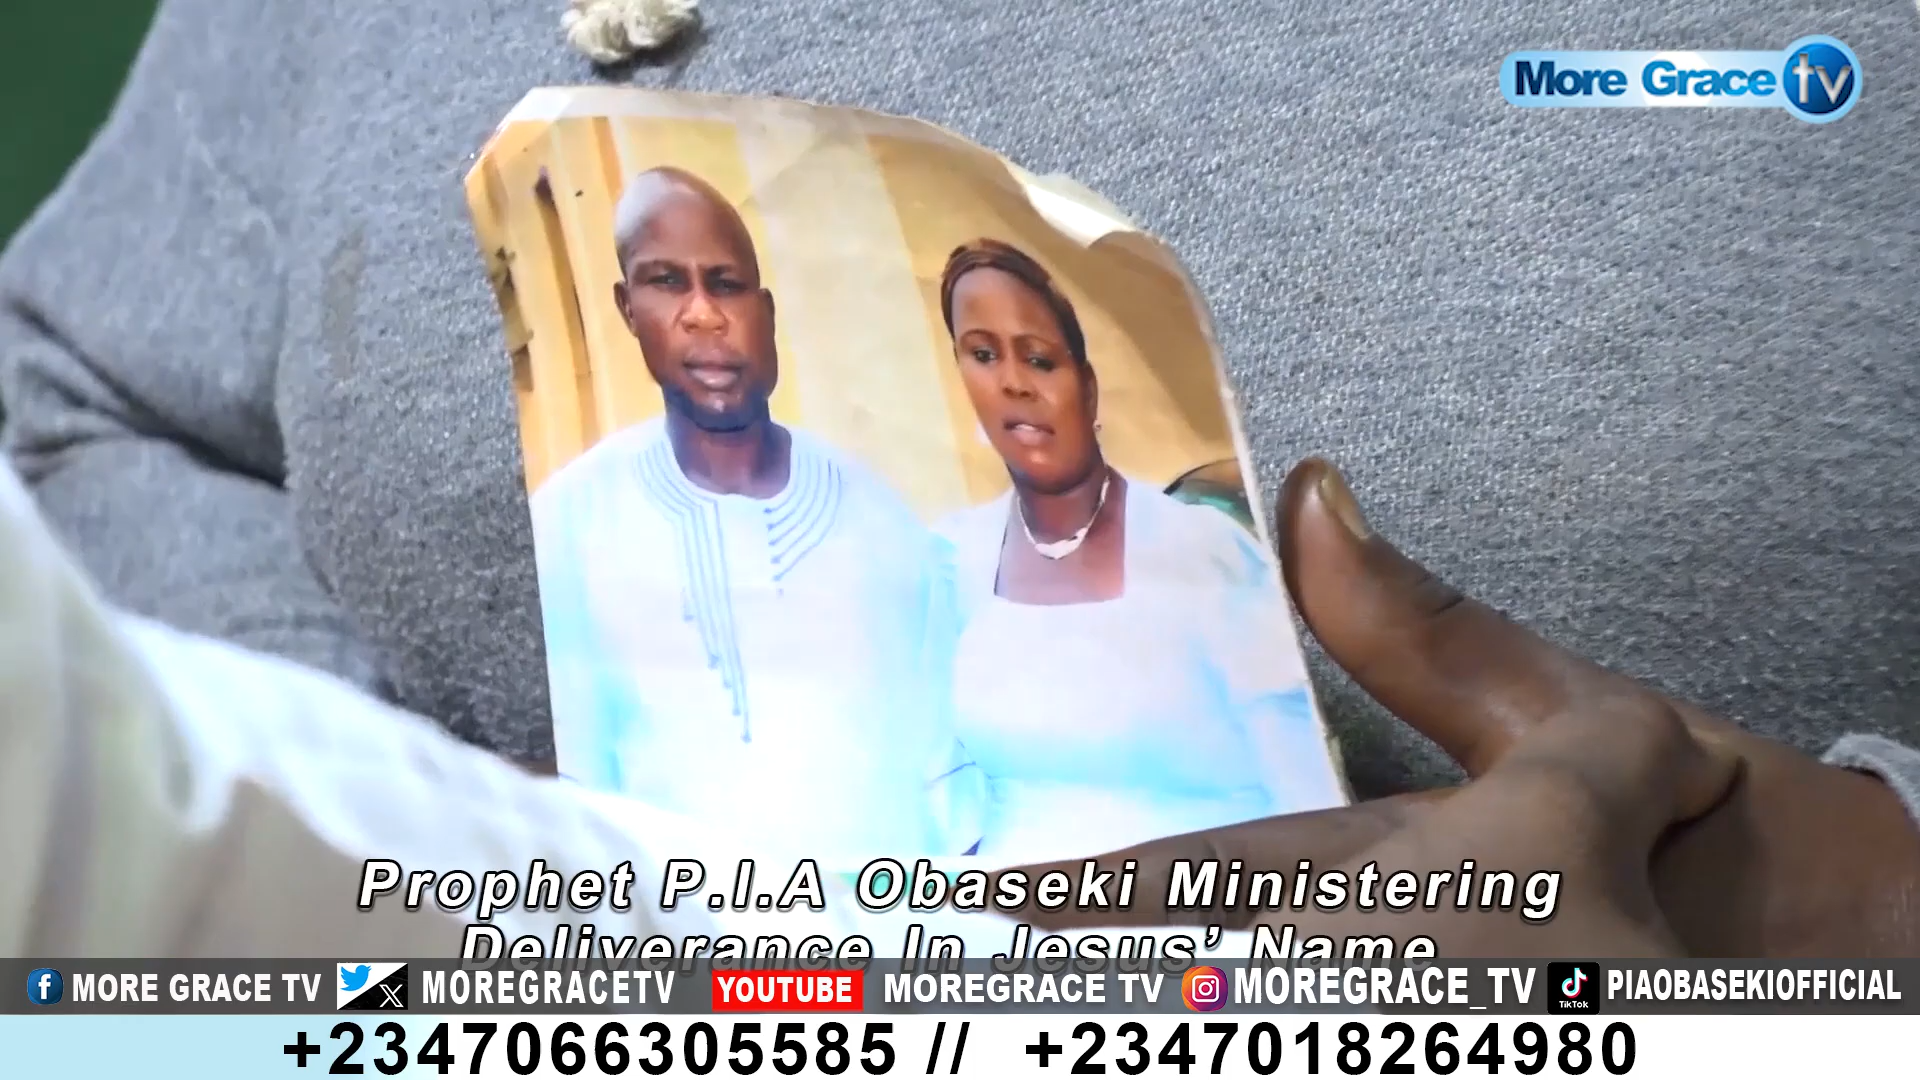 More Grace tv
Prophet P.I.A Obaseki Ministering
Deliverance In Jesus’ Name
f MORE GRACE TV X MOREGRACETV YOUTUBE MOREGRACE TV MOREGRACE_TV TikTok PIAOBASEKIOFFICIAL
+2347066305585 // +2347018264980